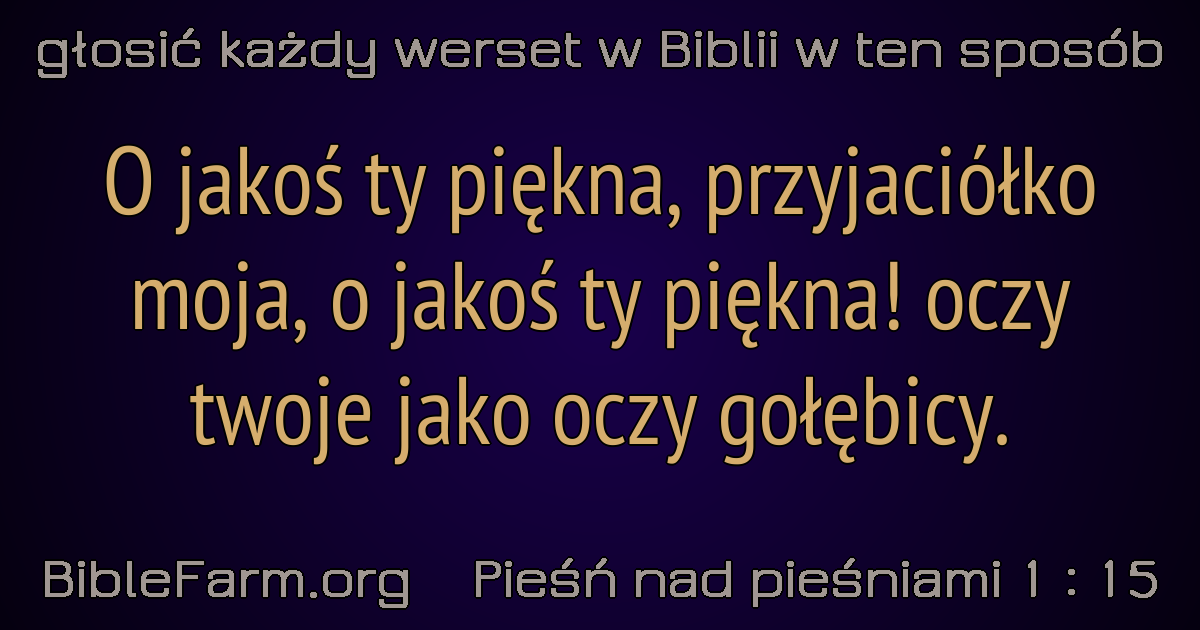 głosić każdy werset w Biblii w ten sposób
O jakoś ty piękna, przyjaciółko
moja, o jakoś ty piękna! oczy
twoje jako oczy gołębicy.
BibleFarm.org Pieśń nad pieśniami 1 : 15